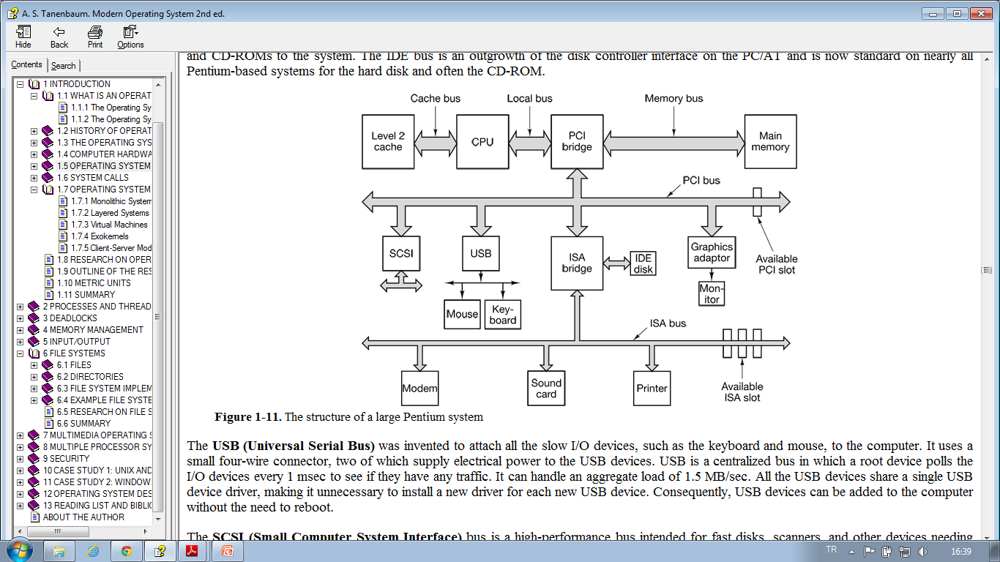 A. S. Tanenbaum. Modern Operating System 2nd ed.
Hide Back Print Options
Contents Search
1 INTRODUCTION
1.1 WHAT IS AN OPERAT
1.1.1 The Operating Sy
1.1.2 The Operating Sy
1.2 HISTORY OF OPERAT
1.3 THE OPERATING SYS
1.4 COMPUTER HARDWA
1.5 OPERATING SYSTEM
1.6 SYSTEM CALLS
1.7 OPERATING SYSTEM
1.7.1 Monolithic System
1.7.2 Layered Systems
1.7.3 Virtual Machines
1.7.4 Exokernels
1.7.5 Client-Server Mod
1.8 RESEARCH ON OPER
1.9 OUTLINE OF THE RES
1.10 METRIC UNITS
1.11 SUMMARY
2 PROCESSES AND THREAD
3 DEADLOCKS
4 MEMORY MANAGEMENT
5 INPUT/OUTPUT
6 FILE SYSTEMS
6.1 FILES
6.2 DIRECTORIES
6.3 FILE SYSTEM IMPLEM
6.4 EXAMPLE FILE SYSTE
6.5 RESEARCH ON FILE S
6.6 SUMMARY
7 MULTIMEDIA OPERATING S
8 MULTIPLE PROCESSOR SY
9 SECURITY
10 CASE STUDY 1: UNIX AND
11 CASE STUDY 2: WINDOW
12 OPERATING SYSTEM DES
13 READING LIST AND BIBLIC
ABOUT THE AUTHOR
and CD-ROMs to the system. The IDE bus is an outgrowth of the disk controller interface on the PC/AT and is now standard on nearly all
Pentium-based systems for the hard disk and often the CD-ROM.
Cache bus Local bus Memory bus
Level 2
cache
CPU
PCI
bridge
Main
memory
PCI bus
SCSI
USB
ISA
bridge
IDE
disk
Graphics
adaptor
Available
PCI slot
Mon-
itor
Mouse
Key-
board
ISA bus
Modem
Sound
card
Printer
Available
ISA slot
Figure 1-11. The structure of a large Pentium system
The USB (Universal Serial Bus) was invented to attach all the slow I/O devices, such as the keyboard and mouse, to the computer. It uses a
small four-wire connector, two of which supply electrical power to the USB devices. USB is a centralized bus in which a root device polls the
I/O devices every 1 msec to see if they have any traffic. It can handle an aggregate load of 1.5 MB/sec. All the USB devices share a single USB
device driver, making it unnecessary to install a new driver for each new USB device. Consequently, USB devices can be added to the computer
without the need to reboot.
The SCSI (Small Computer System Interface) bus is a high-performance bus intended for fast disks, scanners, and other devices needing
TR 16:39